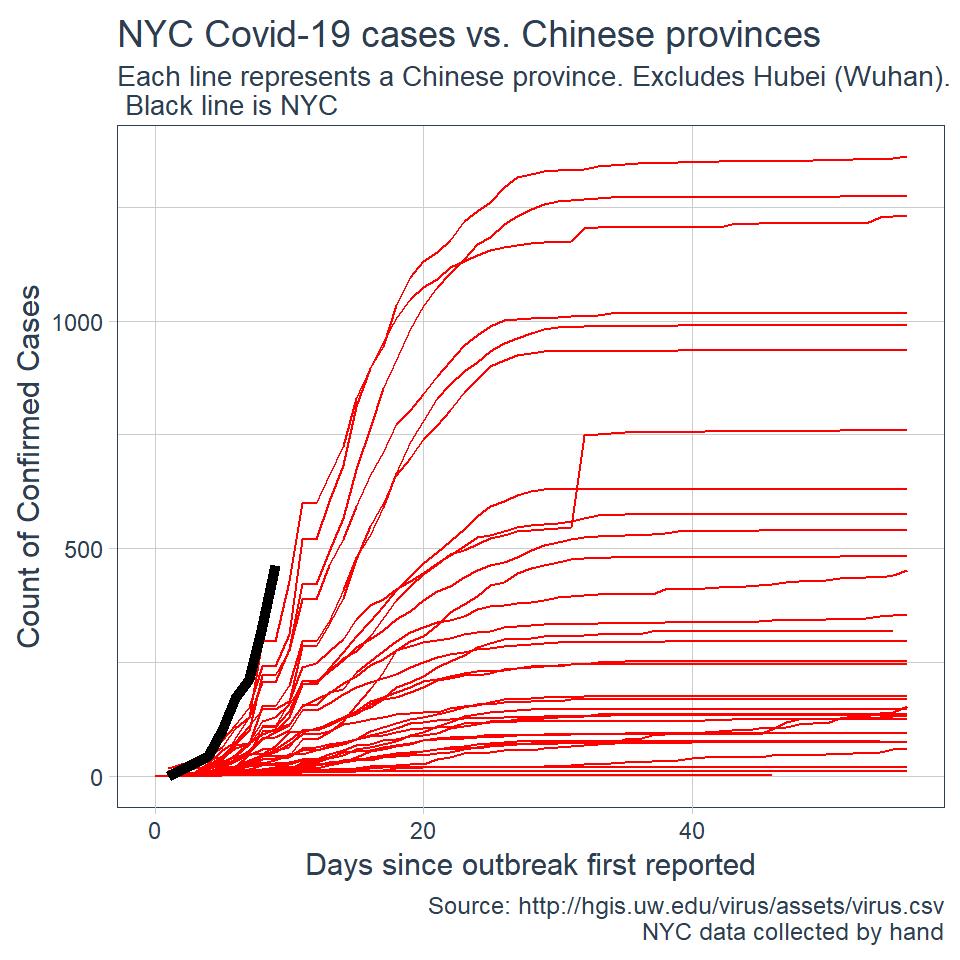 NYC Covid-19 cases vs. Chinese provinces
Each line represents a Chinese province. Excludes Hubei (Wuhan).
Black line is NYC
Count of Confirmed Cases
1000
500
0
0 20 40
Days since outbreak first reported
Source: http://hgis.uw.edu/virus/assets/virus.csv
NYC data collected by hand